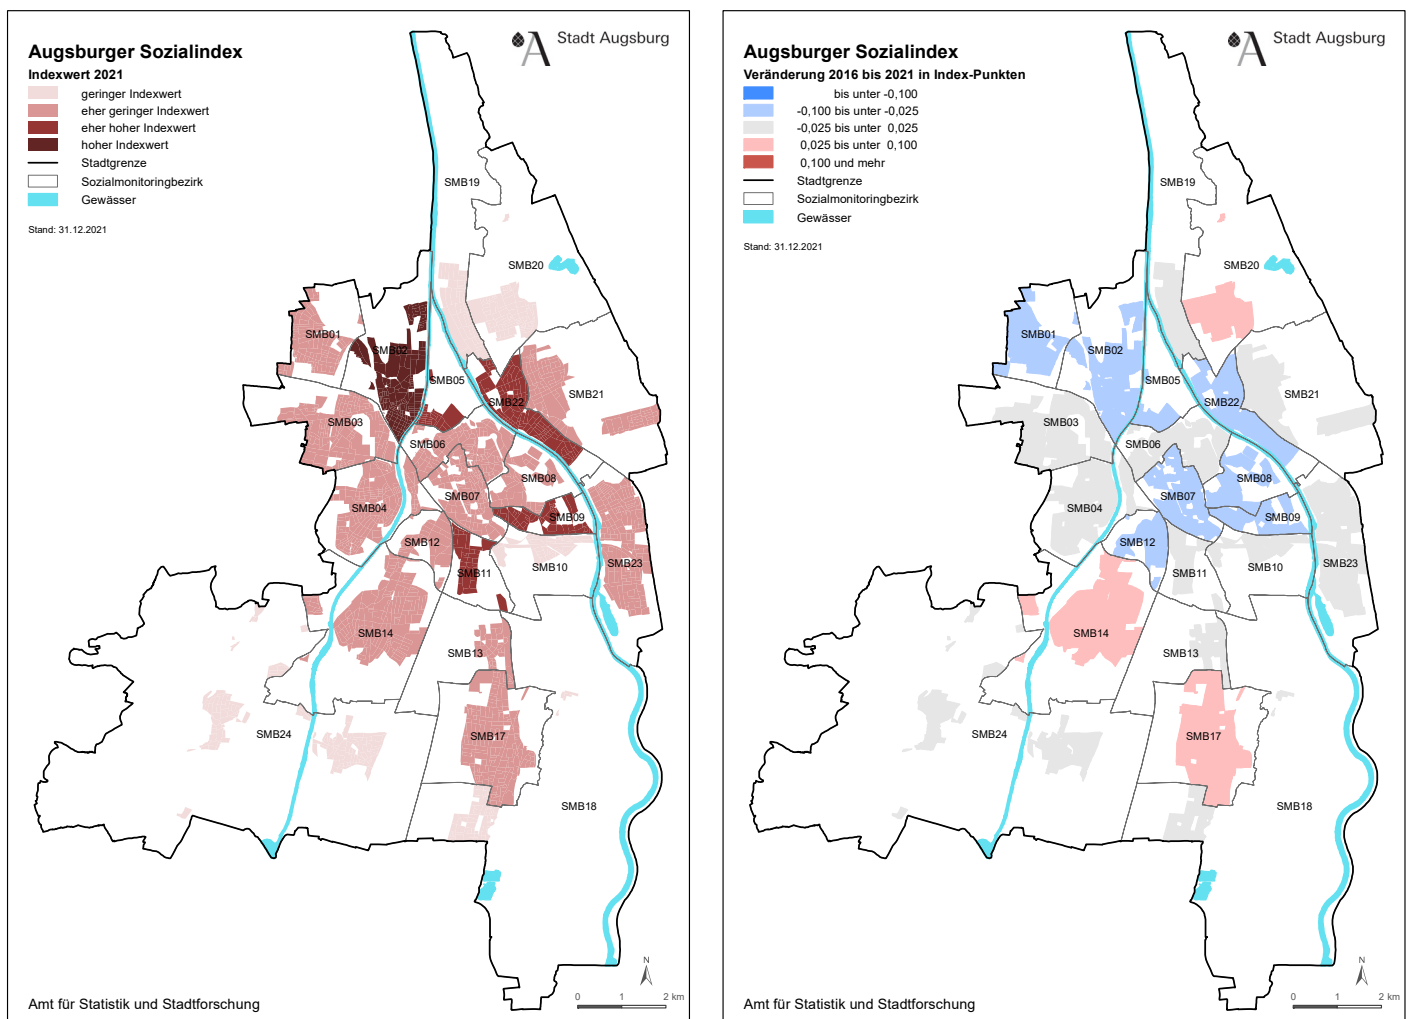 Augsburger Sozialindex
Indexwert 2021
geringer Indexwert
eher geringer Indexwert
eher hoher Indexwert
hoher Indexwert
Stadtgrenze
Sozialmonitoringbezirk
Gewässer
Stand: 31.12.2021
Stadt Augsburg
SMB19
SMB20
SMB01
SMB02
SMB05
SMB21
SMB22
SMB03
SMB06
SMB08
SMB07
SMB04
SMB09
SMB12
SMB10
SMB23
SMB11
SMB14
SMB13
SMB24
SMB17
SMB18
N
0 1 2 km
Amt für Statistik und Stadtforschung
Augsburger Sozialindex
Veränderung 2016 bis 2021 in Index-Punkten
bis unter -0,100
-0,100 bis unter -0,025
-0,025 bis unter 0,025
0,025 bis unter 0,100
0,100 und mehr
Stadtgrenze
Sozialmonitoringbezirk
Gewässer
Stand: 31.12.2021
Stadt Augsburg
SMB19
SMB20
SMB01
SMB02
SMB05
SMB21
SMB22
SMB03
SMB06
SMB08
SMB07
SMB04
SMB09
SMB12
SMB10
SMB23
SMB11
SMB14
SMB13
SMB24
SMB17
SMB18
N
0 1 2 km
Amt für Statistik und Stadtforschung